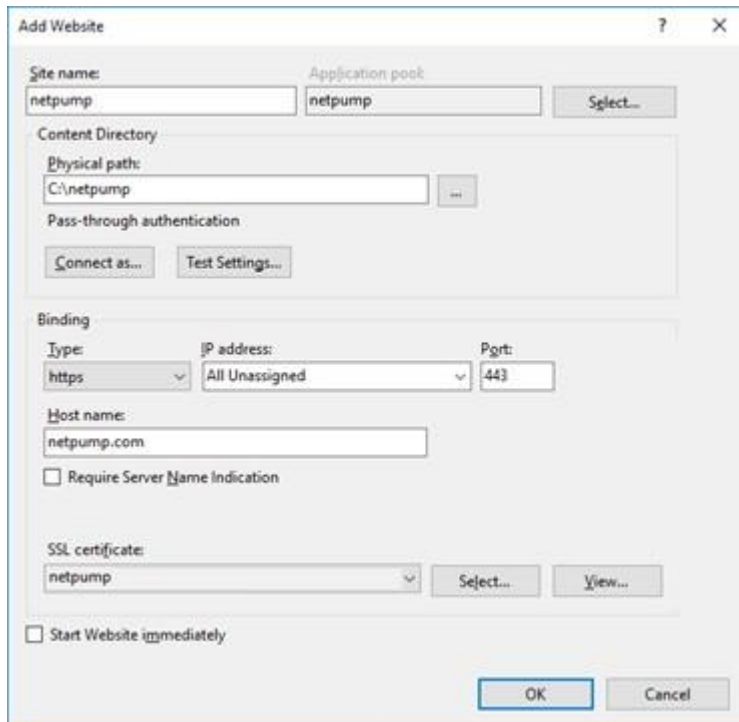 Add Website ? ×
Site name: Application pool:
netpump netpump Select...
Content Directory
Physical path:
C:\netpump ...
Pass-through authentication
Connect as... Test Settings...
Binding
Type: IP address: Port:
https All Unassigned 443
Host name:
netpump.com
Require Server Name Indication
SSL certificate:
netpump Select... View...
Start Website immediately
OK Cancel